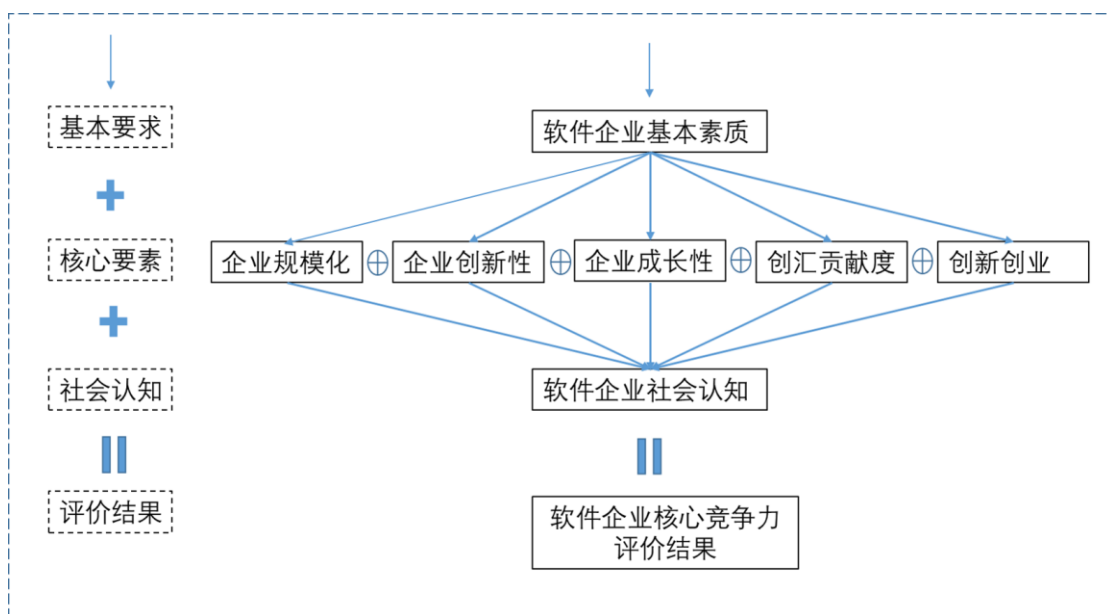 基本要求
软件企业基本素质
核心要素
企业规模化
企业创新性
企业成长性
创汇贡献度
创新创业
社会认知
软件企业社会认知
评价结果
软件企业核心竞争力
评价结果